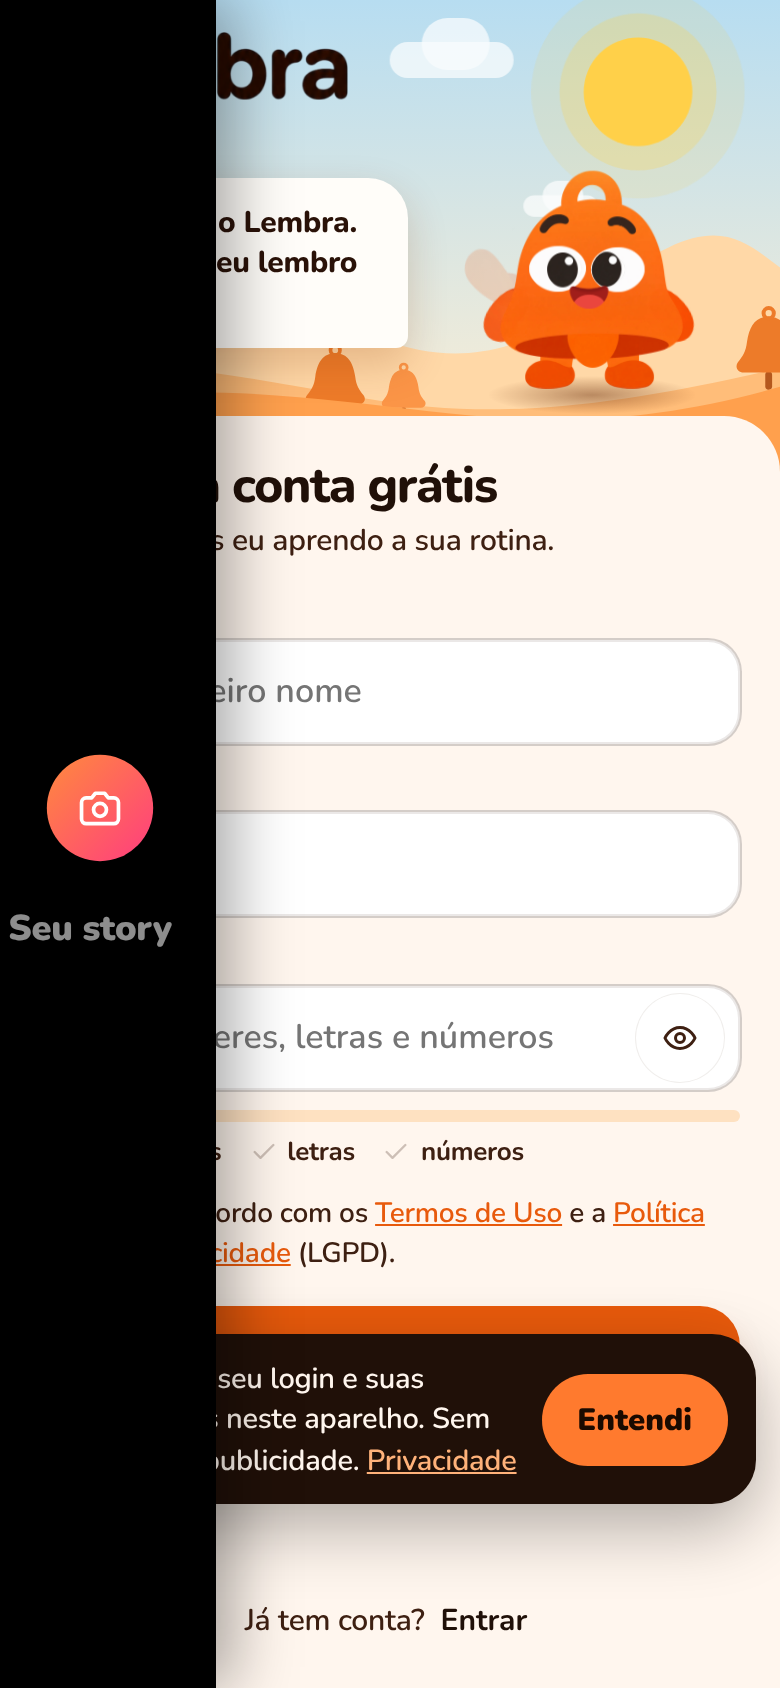 bra
o Lembra.
eu lembro
conta grátis
s eu aprendo a sua rotina.
eiro nome
Seu story
eres, letras e números
s letras números
ordo com os Termos de Uso e a Política
cidade (LGPD).
seu login e suas
s neste aparelho. Sem
publicidade. Privacidade
Entendi
Já tem conta? Entrar